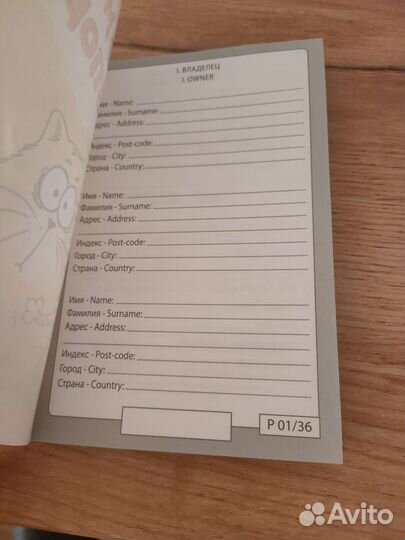 I. ВЛАДЕЛЕЦ
I. OWNER
Имя - Name:
Фамилия - Surname:
Адрес - Address:
Индекс - Post-code:
Город - City:
Страна - Country:
Имя - Name:
Фамилия - Surname:
Адрес - Address:
Индекс - Post-code:
Город - City:
Страна - Country:
Имя - Name:
Фамилия - Surname:
Адрес - Address:
Индекс - Post-code:
Город - City:
Страна - Country:
P 01/36
Avito